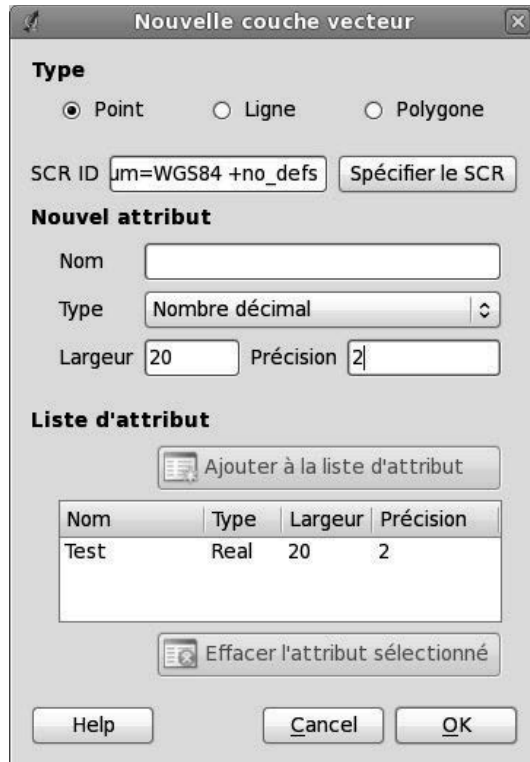 Nouvelle couche vecteur
Type
Point Ligne Polygone
SCR ID um=WGS84 +no_defs Spécifier le SCR
Nouvel attribut
Nom
Type Nombre décimal
Largeur 20 Précision 2
Liste d'attribut
Ajouter à la liste d'attribut
Nom Type Largeur Précision
Test Real 20 2
Effacer l'attribut sélectionné
Help Cancel OK